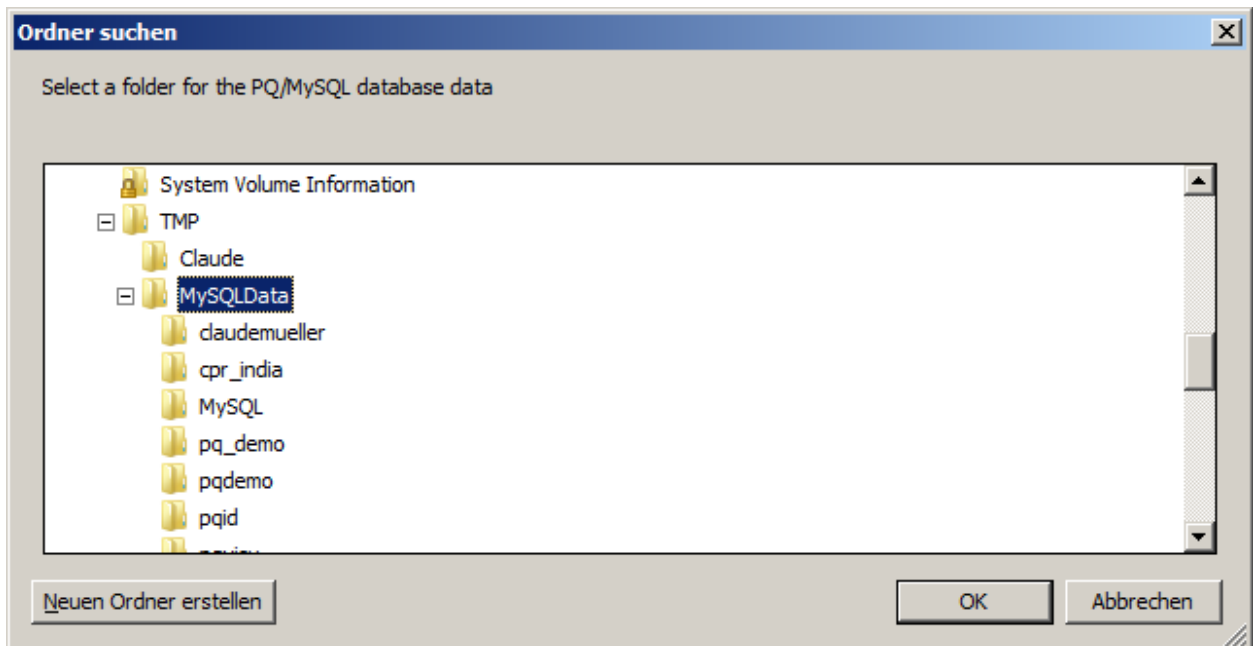 Ordner suchen
Select a folder for the PQ/MySQL database data
System Volume Information
TMP
Claude
MySQLData
claudemueller
cpr_india
MySQL
pq_demo
pqdemo
pqid
Neuen Ordner erstellen
OK
Abbrechen